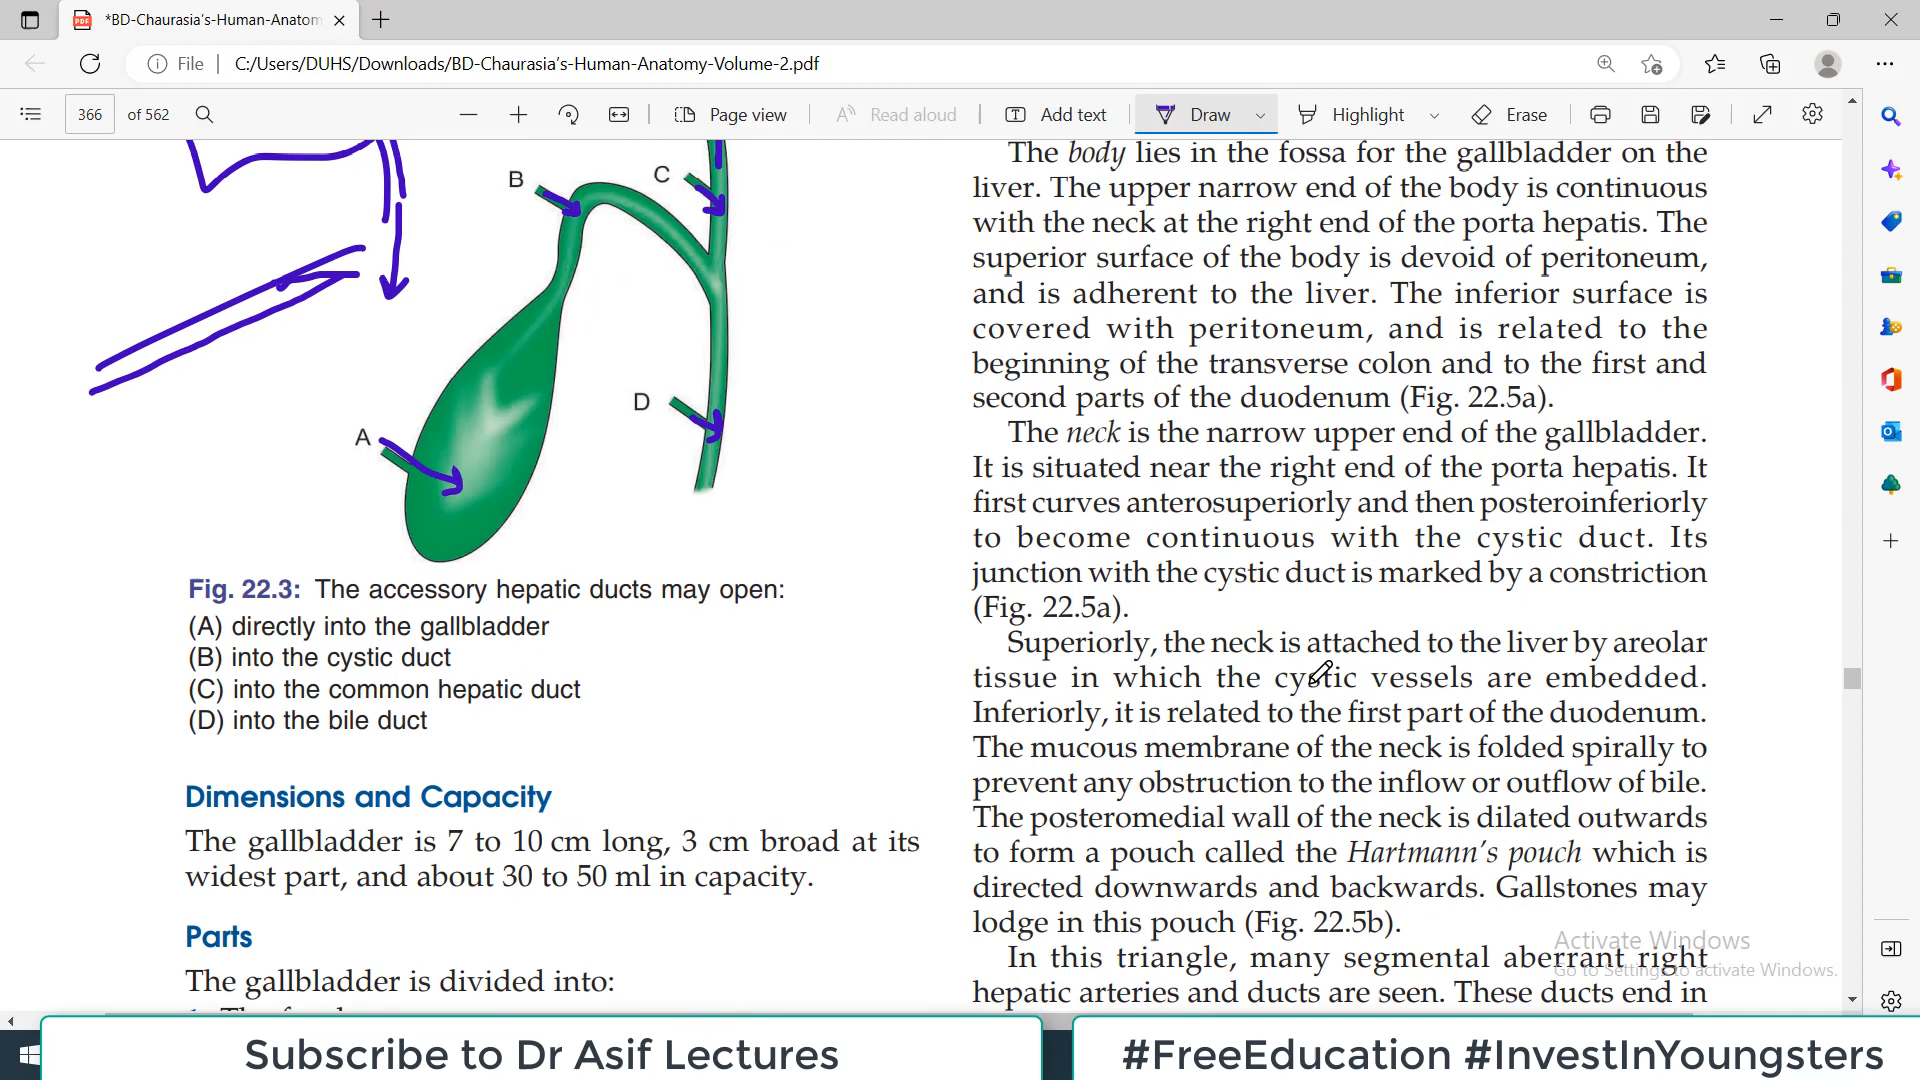 *BD-Chaurasia's-Human-Anatom
File
C:/Users/DUHS/Downloads/BD-Chaurasia's-Human-Anatomy-Volume-2.pdf
366 of 562
Page view
Read aloud
Add text
Draw
Highlight
Erase
B
C
D
A
Fig. 22.3: The accessory hepatic ducts may open:
(A) directly into the gallbladder
(B) into the cystic duct
(C) into the common hepatic duct
(D) into the bile duct
Dimensions and Capacity
The gallbladder is 7 to 10 cm long, 3 cm broad at its
widest part, and about 30 to 50 ml in capacity.
Parts
The gallbladder is divided into:
The body lies in the fossa for the gallbladder on the
liver. The upper narrow end of the body is continuous
with the neck at the right end of the porta hepatis. The
superior surface of the body is devoid of peritoneum,
and is adherent to the liver. The inferior surface is
covered with peritoneum, and is related to the
beginning of the transverse colon and to the first and
second parts of the duodenum (Fig. 22.5a).
The neck is the narrow upper end of the gallbladder.
It is situated near the right end of the porta hepatis. It
first curves anterosuperiorly and then posteroinferiorly
to become continuous with the cystic duct. Its
junction with the cystic duct is marked by a constriction
(Fig. 22.5a).
Superiorly, the neck is attached to the liver by areolar
tissue in which the cystic vessels are embedded.
Inferiorly, it is related to the first part of the duodenum.
The mucous membrane of the neck is folded spirally to
prevent any obstruction to the inflow or outflow of bile.
The posteromedial wall of the neck is dilated outwards
to form a pouch called the Hartmann's pouch which is
directed downwards and backwards. Gallstones may
lodge in this pouch (Fig. 22.5b).
In this triangle, many segmental aberrant right
hepatic arteries and ducts are seen. These ducts end in
Activate Windows
Go to Settings to activate Windows.
Subscribe to Dr Asif Lectures
#FreeEducation #InvestInYoungsters